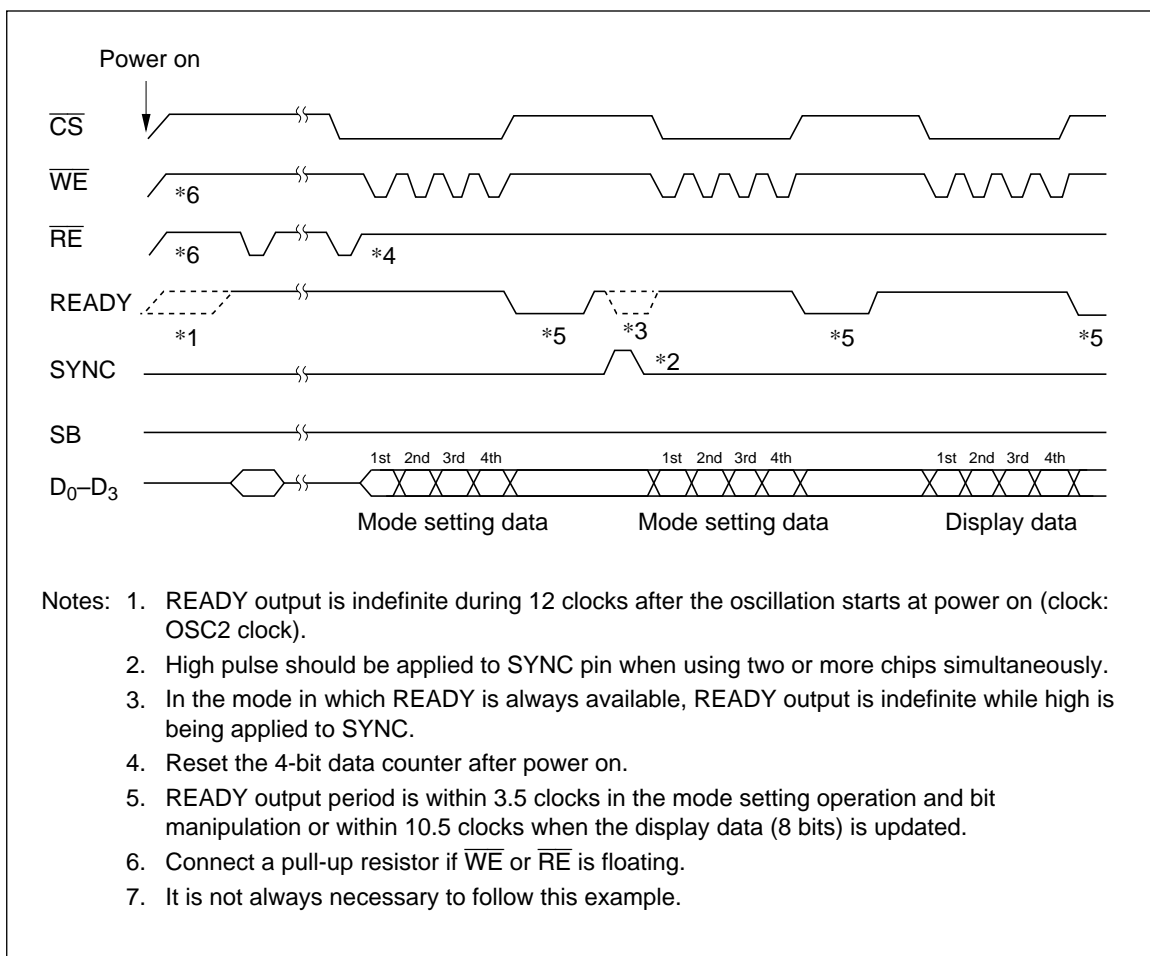 Power on
CS
WE
*6
RE
*6
*4
READY
*1
*5
*3
*5
*5
SYNC
*2
SB
1st 2nd 3rd 4th
1st 2nd 3rd 4th
1st 2nd 3rd 4th
D0–D3
Mode setting data
Mode setting data
Display data
Notes: 1. READY output is indefinite during 12 clocks after the oscillation starts at power on (clock:
OSC2 clock).
2. High pulse should be applied to SYNC pin when using two or more chips simultaneously.
3. In the mode in which READY is always available, READY output is indefinite while high is
being applied to SYNC.
4. Reset the 4-bit data counter after power on.
5. READY output period is within 3.5 clocks in the mode setting operation and bit
manipulation or within 10.5 clocks when the display data (8 bits) is updated.
6. Connect a pull-up resistor if WE or RE is floating.
7. It is not always necessary to follow this example.